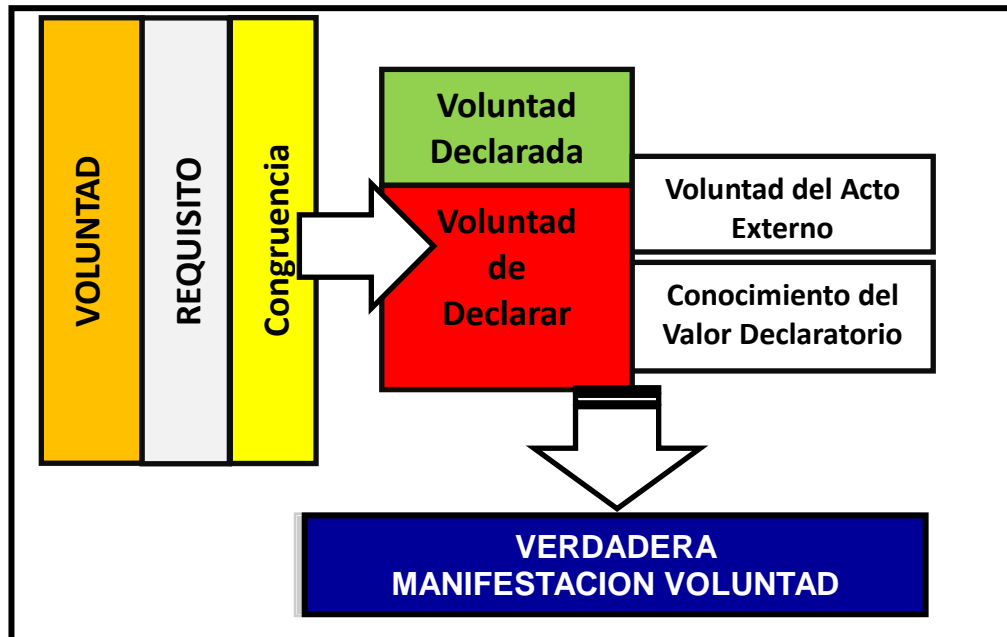 VOLUNTAD
REQUISITO
Congruencia
Voluntad
Declarada
Voluntad
de
Declarar
Voluntad del Acto
Externo
Conocimiento del
Valor Declaratorio
VERDADERA
MANIFESTACION VOLUNTAD